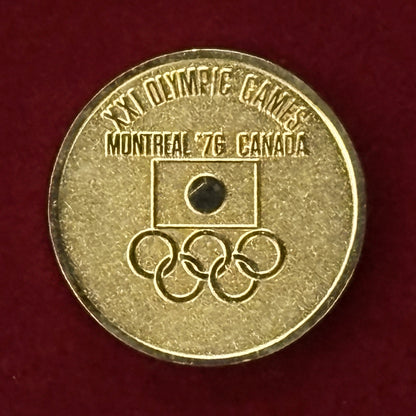 XXI OLYMPIC GAMES
MONTREAL '76 CANADA